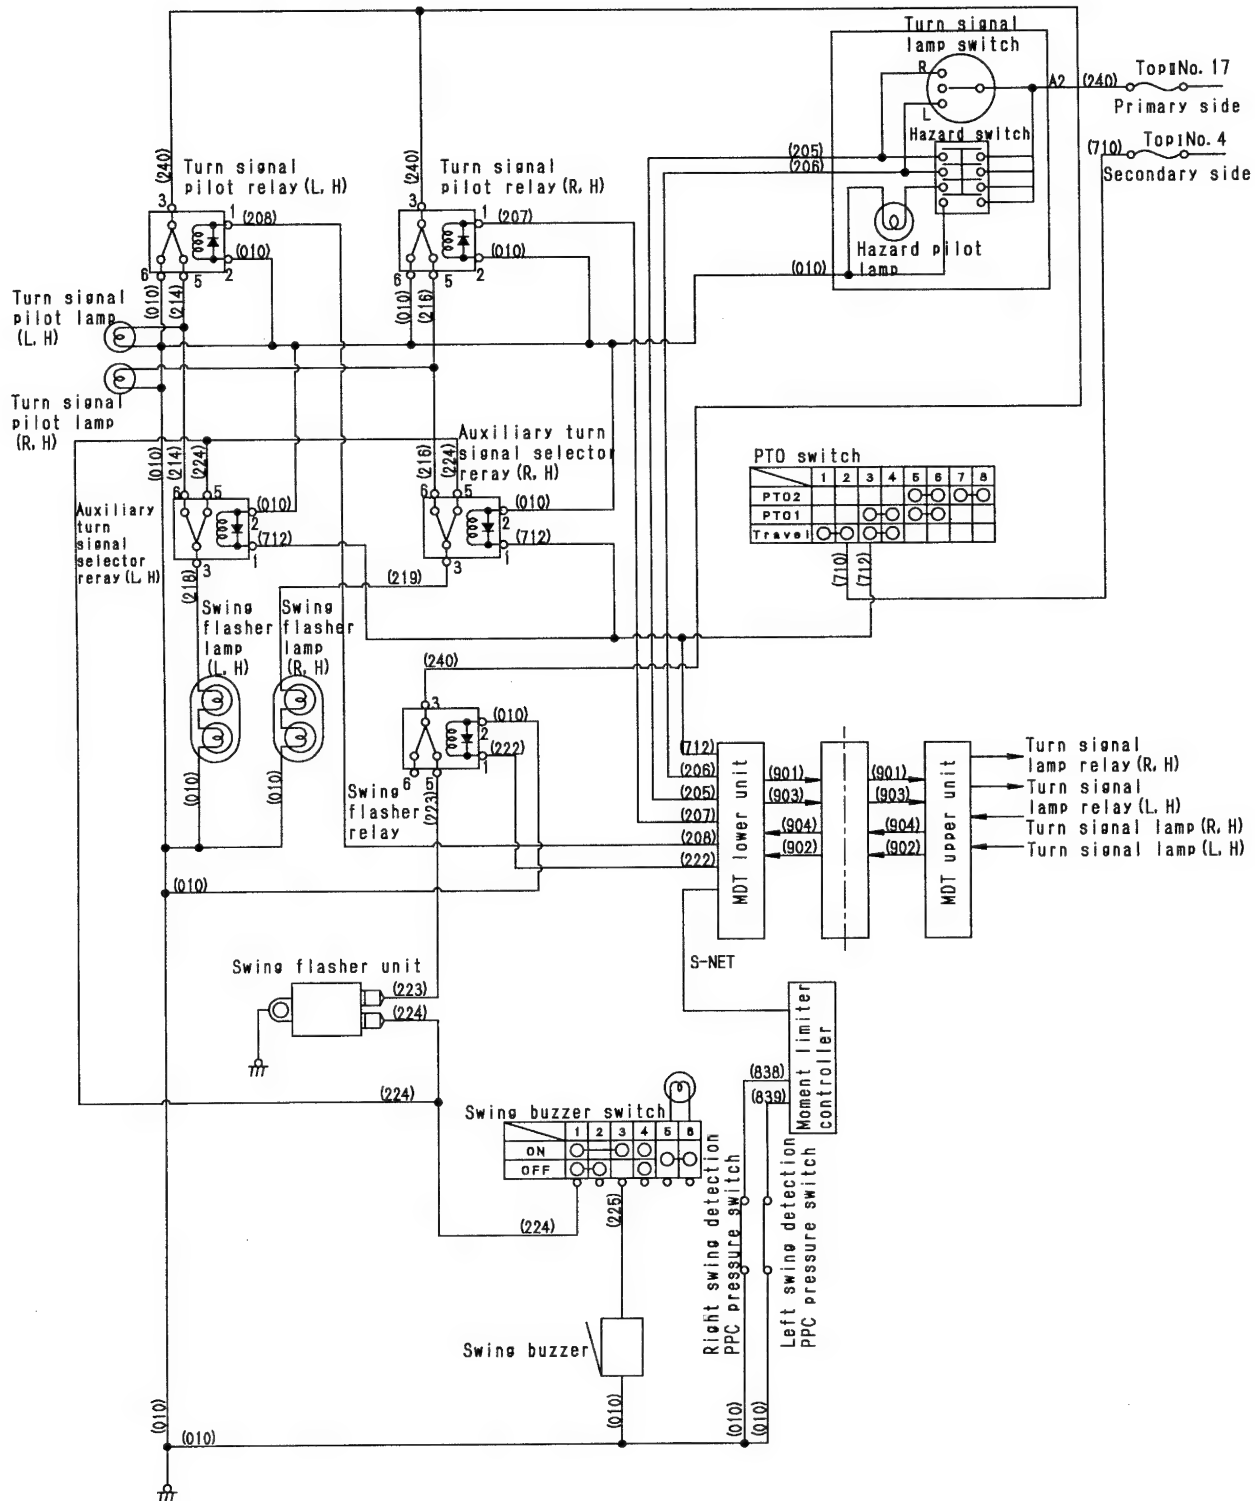 Turn signal
lamp switch
R
L
A2
(240)
TopⅡNo. 17
Primary side
Hazard switch
(710)
Top1No. 4
Secondary side
(205)
(206)
Hazard pilot
lamp
(010)
(240)
Turn signal
pilot relay (L, H)
3
1
(208)
(010)
2
6
5
(010)
(214)
(240)
Turn signal
pilot relay (R, H)
3
1
(207)
(010)
2
6
5
(010)
(216)
Turn signal
pilot lamp
(L, H)
Turn signal
pilot lamp
(R, H)
(010)
(214)
(224)
6
5
(010)
2
(712)
1
3
(218)
Auxiliary
turn
signal
selector
reray (L, H)
Auxiliary turn
signal selector
reray (R, H)
(216)
(224)
6
5
(010)
2
(712)
1
3
(219)
PTO switch
1 2 3 4 5 6 7 8
PTO2
PTO1
Travel
(710)
(712)
Swing
flasher
lamp
(L, H)
Swing
flasher
lamp
(R, H)
(010)
(010)
(240)
3
(010)
2
(222)
1
6
5
(223)
Swing
flasher
relay
(712)
(206)
(205)
(207)
(208)
(222)
MDT lower unit
(901)
(903)
(904)
(902)
(901)
(903)
(904)
(902)
MDT upper unit
Turn signal
lamp relay (R, H)
Turn signal
lamp relay (L, H)
Turn signal lamp (R, H)
Turn signal lamp (L, H)
(010)
S-NET
Swing flasher unit
(223)
(224)
Moment limiter
controller
(838)
(839)
(224)
Swing buzzer switch
1 2 3 4 5 6
ON
OFF
(224)
(225)
Right swing detection
PPC pressure switch
Left swing detection
PPC pressure switch
Swing buzzer
(010)
(010)
(010)
(010)
(010)